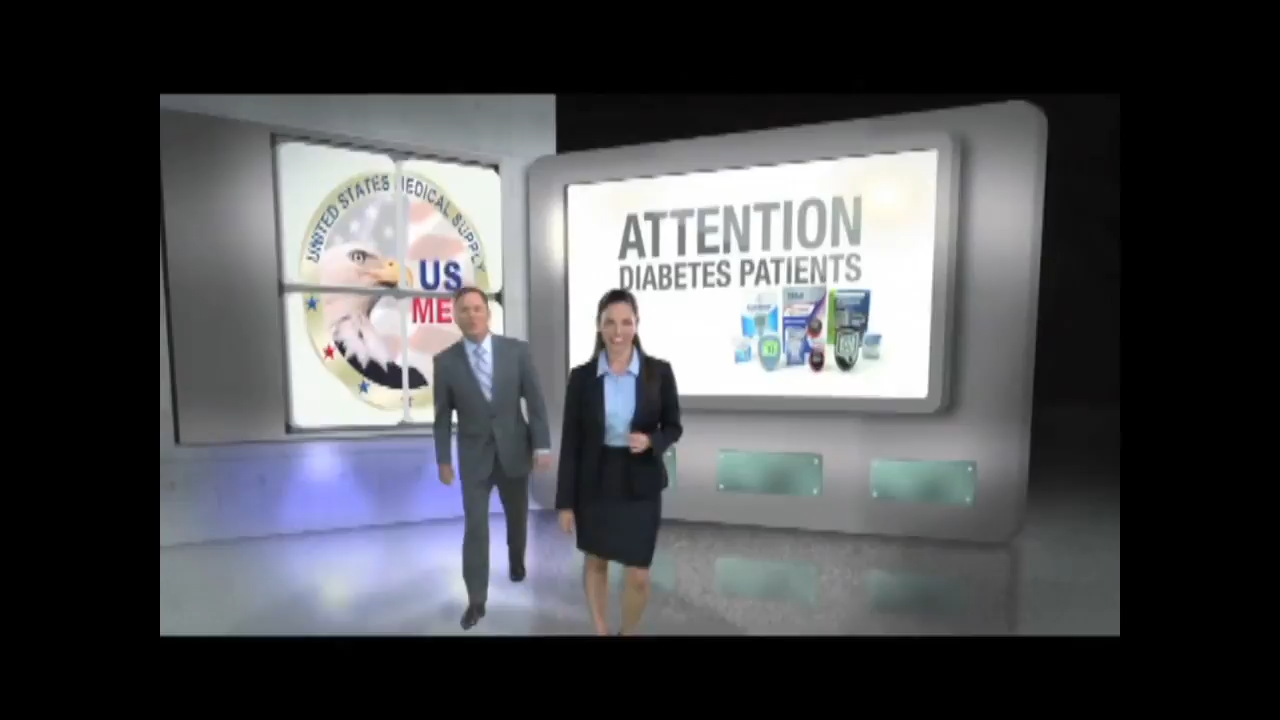 UNITED STATES MEDICAL SUPPLY
US
ME
ATTENTION
DIABETES PATIENTS